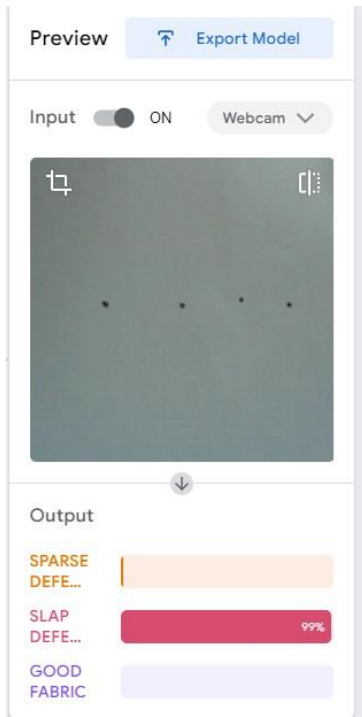 Preview
Export Model
Input
ON
Webcam
Output
SPARSE
DEFE...
SLAP
DEFE...
99%
GOOD
FABRIC